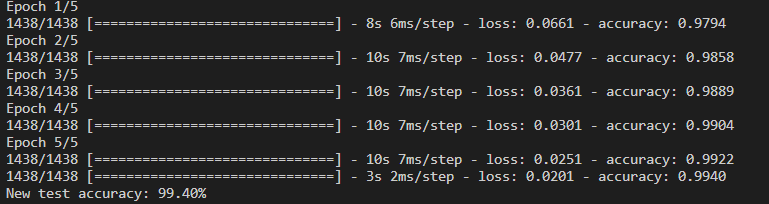 Epoch 1/5
1438/1438 [==============================] - 8s 6ms/step - loss: 0.0661 - accuracy: 0.9794
Epoch 2/5
1438/1438 [==============================] - 10s 7ms/step - loss: 0.0477 - accuracy: 0.9858
Epoch 3/5
1438/1438 [==============================] - 10s 7ms/step - loss: 0.0361 - accuracy: 0.9889
Epoch 4/5
1438/1438 [==============================] - 10s 7ms/step - loss: 0.0301 - accuracy: 0.9904
Epoch 5/5
1438/1438 [==============================] - 10s 7ms/step - loss: 0.0251 - accuracy: 0.9922
1438/1438 [==============================] - 3s 2ms/step - loss: 0.0201 - accuracy: 0.9940
New test accuracy: 99.40%